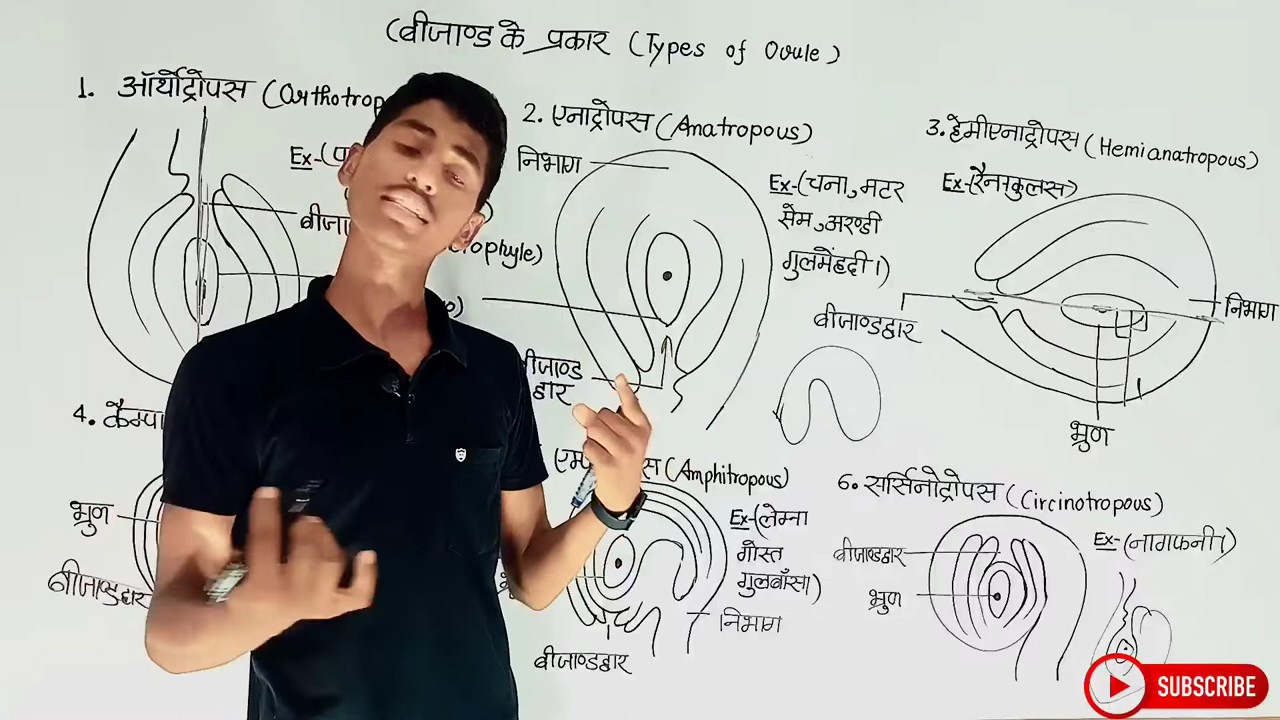 (बीजाण्ड के प्रकार (Types of Ovule)
1. ऑर्थोट्रोपस (Orthotrop
Ex-
2. एनाट्रोपस (Anatropous)
निभाग
Ex-(चना, मटर
सेम, अरण्डी
गुलमेंहदी।)
3. हेमीएनाट्रोपस (Hemianatropous)
Ex-(रैननकुलस)
बीजाण्डद्वार
निभाग
भ्रुण
4. कैम्पा
भ्रुण
बीजाण्डद्वार
(Amphitropous)
Ex-(लेम्ना
गोस्त
गुलबाँसा)
निभाग
बीजाण्डद्वार
6. सर्सिनोट्रोपस (Circinotropous)
Ex-(नागफनी।)
बीजाण्डद्वार
भ्रुण
SUBSCRIBE